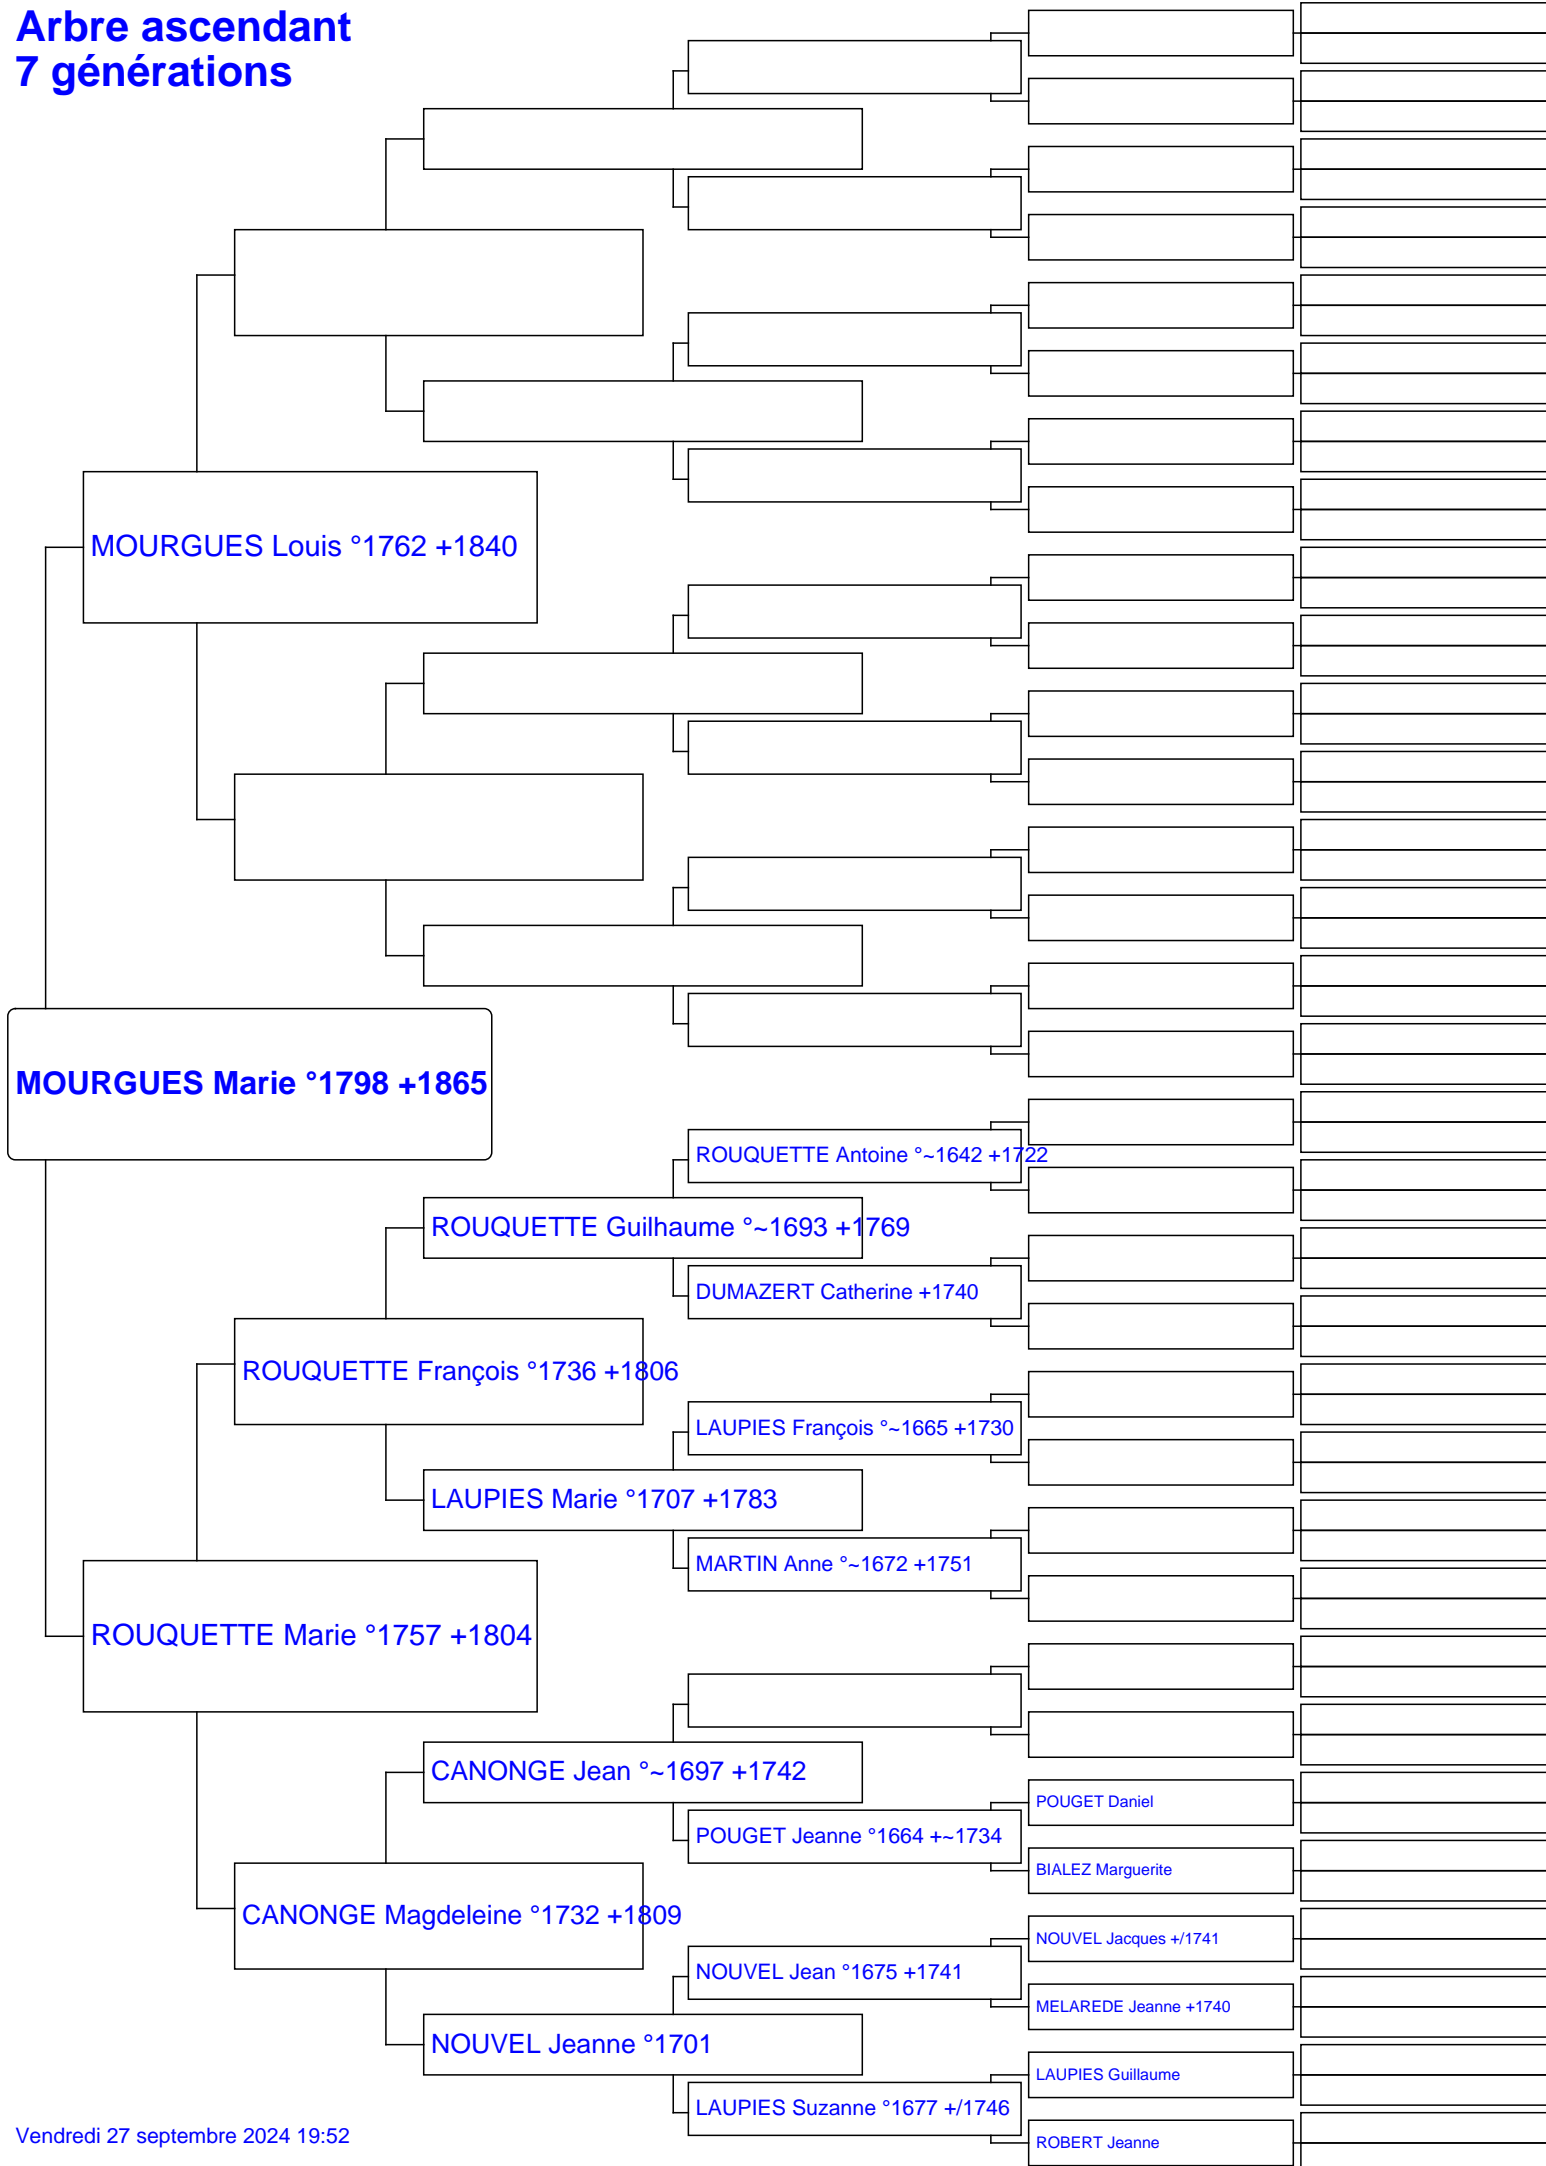 Arbre ascendant
7 générations
MOURGUES Louis °1762 +1840
MOURGUES Marie °1798 +1865
ROUQUETTE Antoine °~1642 +1722
ROUQUETTE Guilhaume °~1693 +1769
DUMAZERT Catherine +1740
ROUQUETTE François °1736 +1806
LAUPIES François °~1665 +1730
LAUPIES Marie °1707 +1783
MARTIN Anne °~1672 +1751
ROUQUETTE Marie °1757 +1804
CANONGE Jean °~1697 +1742
POUGET Daniel
POUGET Jeanne °1664 +~1734
BIALEZ Marguerite
CANONGE Magdeleine °1732 +1809
NOUVEL Jacques +/1741
NOUVEL Jean °1675 +1741
MELAREDE Jeanne +1740
NOUVEL Jeanne °1701
LAUPIES Guillaume
LAUPIES Suzanne °1677 +/1746
ROBERT Jeanne
Vendredi 27 septembre 2024 19:52